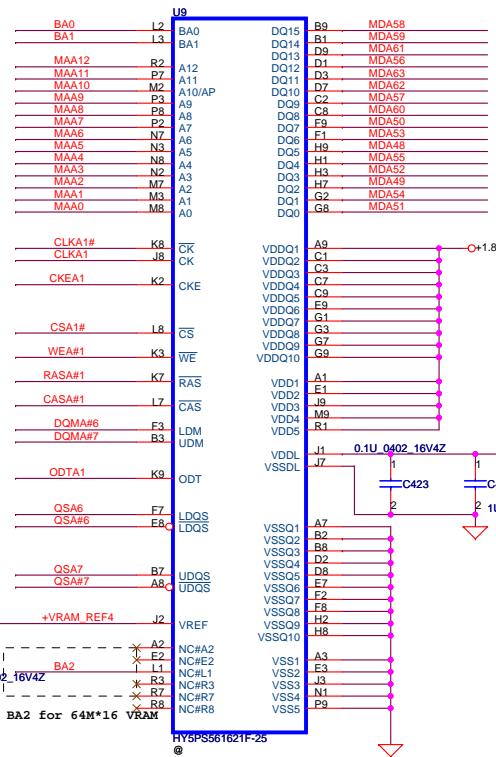 U9
BA0 L2 BA0 DQ15 B9 MDA58
BA1 L3 BA1 DQ14 B1 MDA59
DQ13 D9 MDA61
MAA12 R2 A12 DQ12 D1 MDA56
MAA11 P7 A11 DQ11 D3 MDA63
MAA10 M2 A10/AP DQ10 D7 MDA62
MAA9 P3 A9 DQ9 C2 MDA57
MAA8 P8 A8 DQ8 C8 MDA60
MAA7 P2 A7 DQ7 F9 MDA50
MAA6 N7 A6 DQ6 F1 MDA53
MAA5 N3 A5 DQ5 H9 MDA48
MAA4 N8 A4 DQ4 H1 MDA55
MAA3 N2 A3 DQ3 H3 MDA52
MAA2 M7 A2 DQ2 H7 MDA49
MAA1 M3 A1 DQ1 G2 MDA54
MAA0 M8 A0 DQ0 G8 MDA51
CLKA1# K8 CK VDDQ1 A9 +1.8
CLKA1 J8 CK VDDQ2 C1
VDDQ3 C3
CKEA1 K2 CKE VDDQ4 C7
VDDQ5 C9
VDDQ6 E9
VDDQ7 G1
CSA1# L8 CS VDDQ8 G3
VDDQ9 G7
WEA#1 K3 WE VDDQ10 G9
RASA#1 K7 RAS VDD1 A1
VDD2 E1
CASA#1 L7 CAS VDD3 J9
VDD4 M9
DQMA#6 F3 LDM VDD5 R1
DQMA#7 B3 UDM
VDDL J1 0.1U_0402_16V4Z
VSSDL J7
1 1
ODTA1 K9 ODT C423 C4
2 2 1U
QSA6 F7 LDQS
QSA#6 E8 LDQS
VSSQ1 A7
VSSQ2 B2
VSSQ3 B8
VSSQ4 D2
QSA7 B7 UDQS VSSQ5 D8
QSA#7 A8 UDQS VSSQ6 E7
VSSQ7 F2
VSSQ8 F8
+VRAM_REF4 J2 VREF VSSQ9 H2
VSSQ10 H8
A2 NC#A2
E2 NC#E2 VSS1 A3
BA2 L1 NC#L1 VSS2 E3
02_16V4Z R3 NC#R3 VSS3 J3
R7 NC#R7 VSS4 N1
R8 NC#R8 VSS5 P9
BA2 for 64M*16 VRAM
HY5PS561621F-25
@